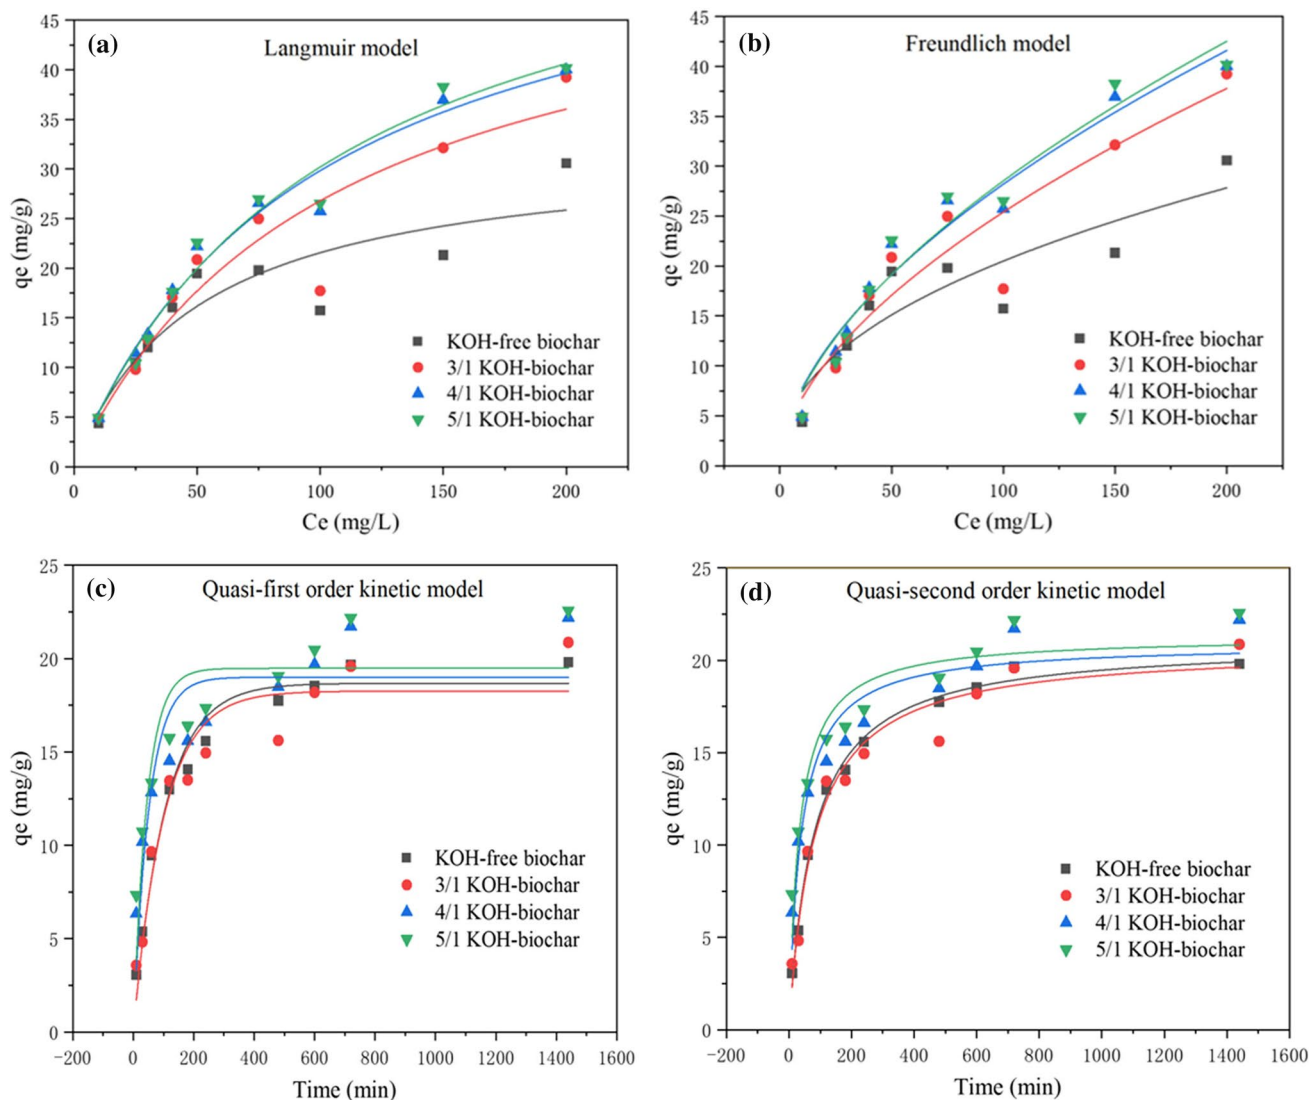 (a)
Langmuir model
45
40
35
30
25
20
15
10
5
0
qe (mg/g)
KOH-free biochar
3/1 KOH-biochar
4/1 KOH-biochar
5/1 KOH-biochar
0 50 100 150 200
Ce (mg/L)
(b)
Freundlich model
45
40
35
30
25
20
15
10
5
0
qe (mg/g)
KOH-free biochar
3/1 KOH-biochar
4/1 KOH-biochar
5/1 KOH-biochar
0 50 100 150 200
Ce (mg/L)
(c)
Quasi-first order kinetic model
25
20
15
10
5
0
qe (mg/g)
KOH-free biochar
3/1 KOH-biochar
4/1 KOH-biochar
5/1 KOH-biochar
-200 0 200 400 600 800 1000 1200 1400 1600
Time (min)
(d)
Quasi-second order kinetic model
25
20
15
10
5
0
qe (mg/g)
KOH-free biochar
3/1 KOH-biochar
4/1 KOH-biochar
5/1 KOH-biochar
-200 0 200 400 600 800 1000 1200 1400 1600
Time (min)